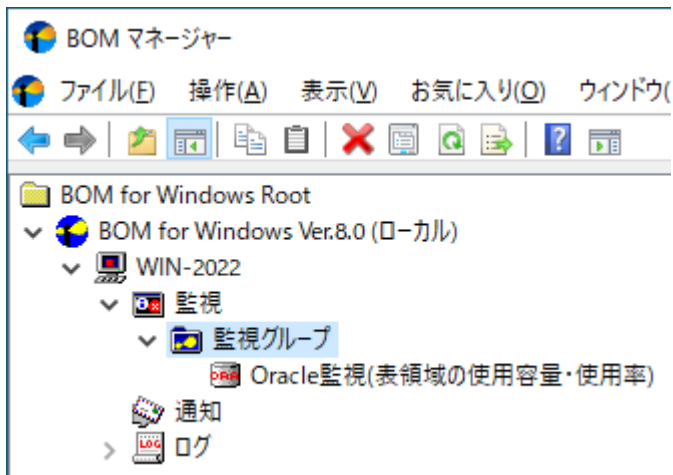 BOM マネージャー
ファイル(F) 操作(A) 表示(V) お気に入り(O) ウィンドウ(
BOM for Windows Root
BOM for Windows Ver.8.0 (ローカル)
WIN-2022
監視
監視グループ
Oracle監視(表領域の使用容量・使用率)
通知
ログ